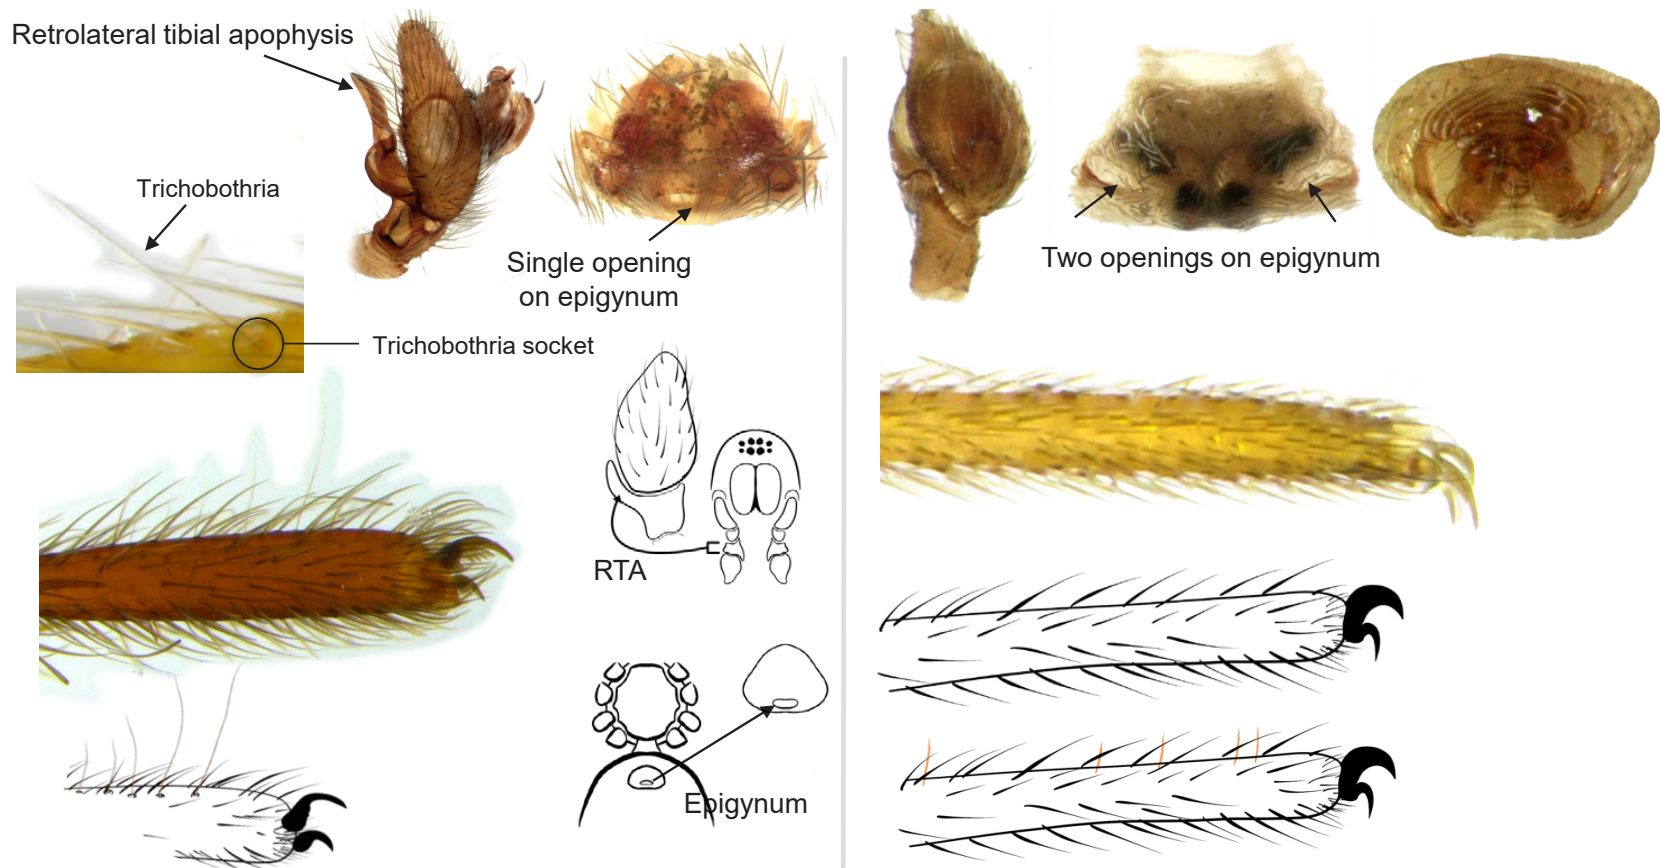 Retrolateral tibial apophysis
Trichobothria
Single opening
on epigynum
Trichobothria socket
RTA
Epigynum
Two openings on epigynum